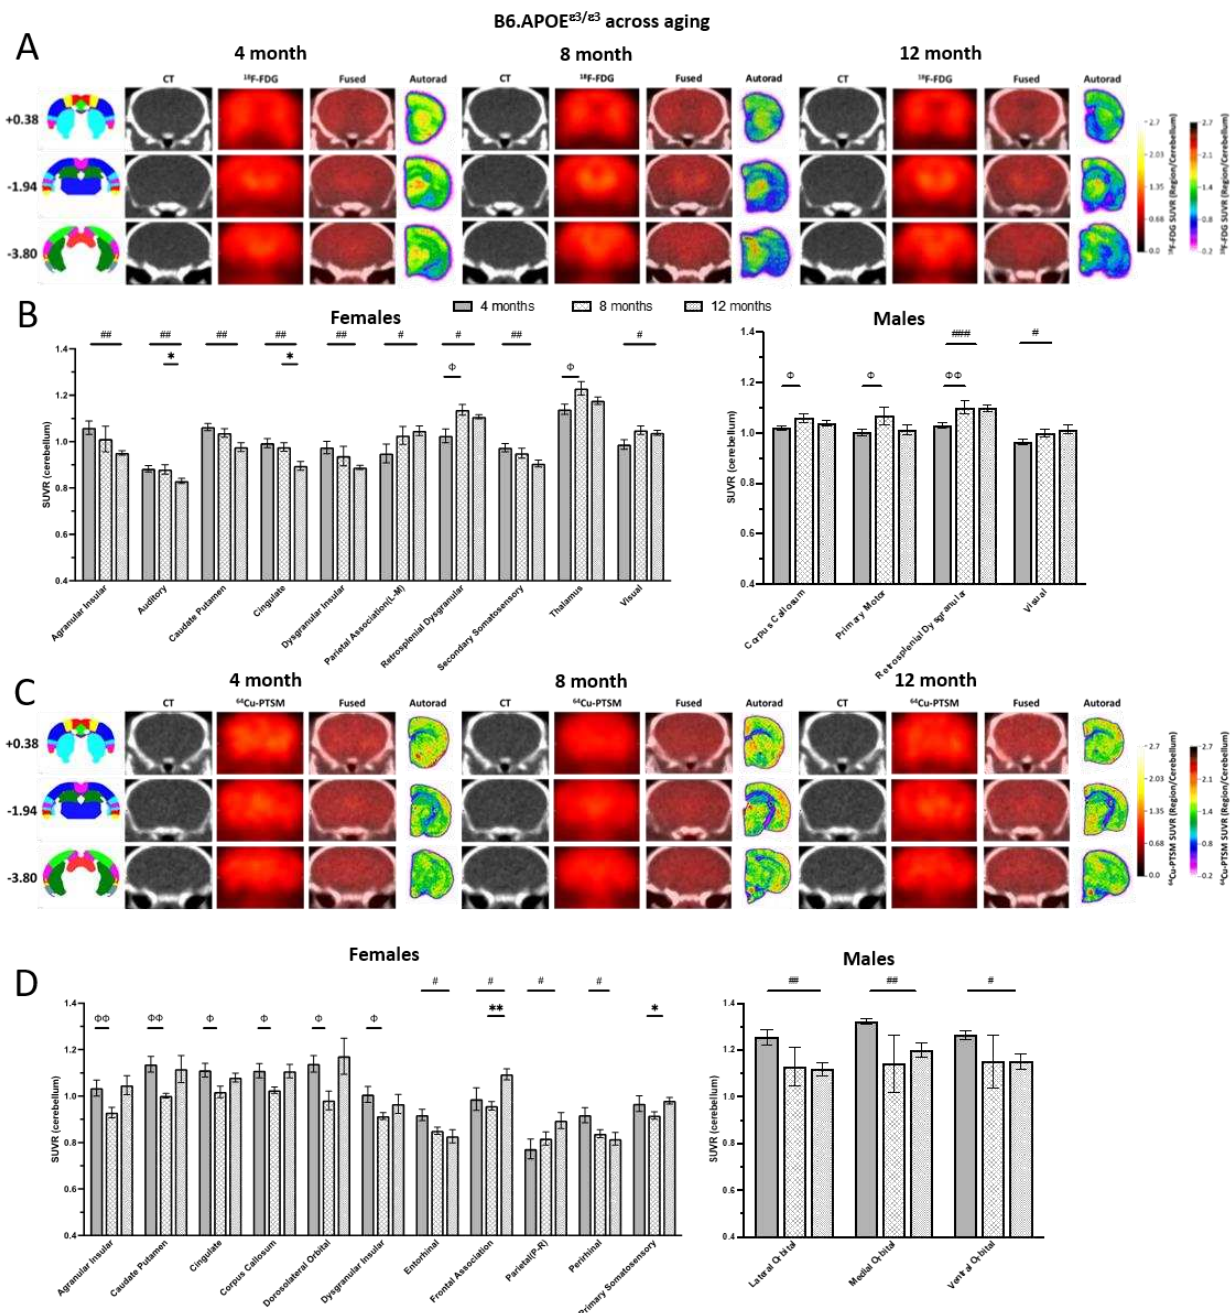 B6.APOEε3/ε3 across aging
A
4 month 8 month 12 month
CT 18F-FDG Fused Autorad CT 18F-FDG Fused Autorad CT 18F-FDG Fused Autorad
+0.38
-1.94
-3.80
2.7 2.03 1.35 0.68 0.0
18F-FDG SUVR (Region/Cerebellum)
2.7 2.0 1.4 0.8 0.2
18F-FDG SUVR (Region/Cerebellum)
4 months 8 months 12 months
B
Females
## ## ## ## ## # # ## #
* * Φ Φ
1.4
1.2
1.0
0.8
0.6
0.4
SUVR (cerebellum)
Agranular Insular
Auditory
Caudate Putamen
Cingulate
Dysgranular Insular
Parietal Association(L-M)
Retrosplenial Dysgranular
Secondary Somatosensory
Thalamus
Visual
Males
### #
Φ Φ ΦΦ
1.4
1.2
1.0
0.8
0.6
0.4
SUVR (cerebellum)
Corpus Callosum
Primary Motor
Retrosplenial Dysgranular
Visual
C
4 month 8 month 12 month
CT 64Cu-PTSM Fused Autorad CT 64Cu-PTSM Fused Autorad CT 64Cu-PTSM Fused Autorad
+0.38
-1.94
-3.80
2.7 2.03 1.35 0.68 0.0
64Cu-PTSM SUVR (Region/Cerebellum)
2.7 2.0 1.4 0.8 0.2
64Cu-PTSM SUVR (Region/Cerebellum)
D
Females
# # # #
ΦΦ ΦΦ Φ Φ Φ Φ ** *
1.4
1.2
1.0
0.8
0.6
0.4
SUVR (cerebellum)
Agranular Insular
Caudate Putamen
Cingulate
Corpus Callosum
Dorosolateral Orbital
Dysgranular Insular
Entorhinal
Frontal Association
Parietal(P-R)
Perirhinal
Primary Somatosensory
Males
## ## #
1.4
1.2
1.0
0.8
0.6
0.4
SUVR (cerebellum)
Lateral Orbital
Medial Orbital
Ventral Orbital